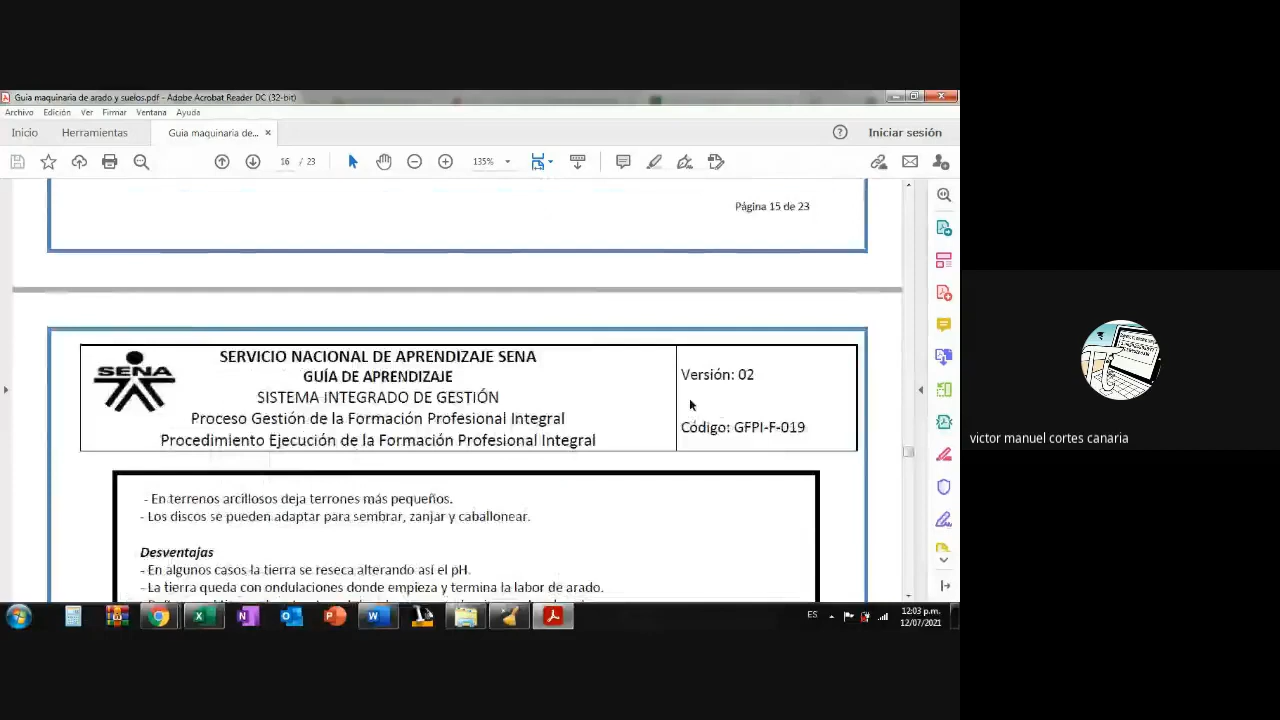 Guia maquinaria de arado y suelos.pdf - Adobe Acrobat Reader DC (32-bit)
Archivo Edición Ver Firmar Ventana Ayuda
Inicio Herramientas Guia maquinaria de... Iniciar sesión
16 / 23 135%
Página 15 de 23
SENA
SERVICIO NACIONAL DE APRENDIZAJE SENA
GUÍA DE APRENDIZAJE
SISTEMA INTEGRADO DE GESTIÓN
Proceso Gestión de la Formación Profesional Integral
Procedimiento Ejecución de la Formación Profesional Integral
Versión: 02
Código: GFPI-F-019
- En terrenos arcillosos deja terrones más pequeños.
- Los discos se pueden adaptar para sembrar, zanjar y caballonear.
Desventajas
- En algunos casos la tierra se reseca alterando así el pH.
- La tierra queda con ondulaciones donde empieza y termina la labor de arado.
victor manuel cortes canaria
ES
12:03 p.m.
12/07/2021